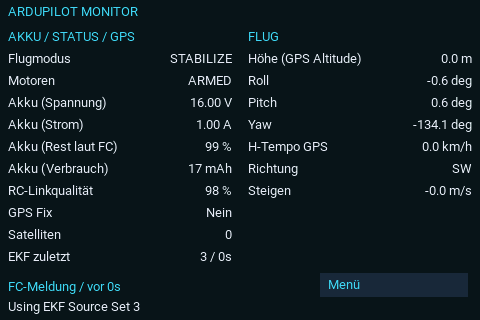 ARDUPILOT MONITOR
AKKU / STATUS / GPS
Flugmodus STABILIZE
Motoren ARMED
Akku (Spannung) 16.00 V
Akku (Strom) 1.00 A
Akku (Rest laut FC) 99 %
Akku (Verbrauch) 17 mAh
RC-Linkqualität 98 %
GPS Fix Nein
Satelliten 0
EKF zuletzt 3 / 0s
FLUG
Höhe (GPS Altitude) 0.0 m
Roll -0.6 deg
Pitch 0.6 deg
Yaw -134.1 deg
H-Tempo GPS 0.0 km/h
Richtung SW
Steigen -0.0 m/s
FC-Meldung / vor 0s
Using EKF Source Set 3
Menü